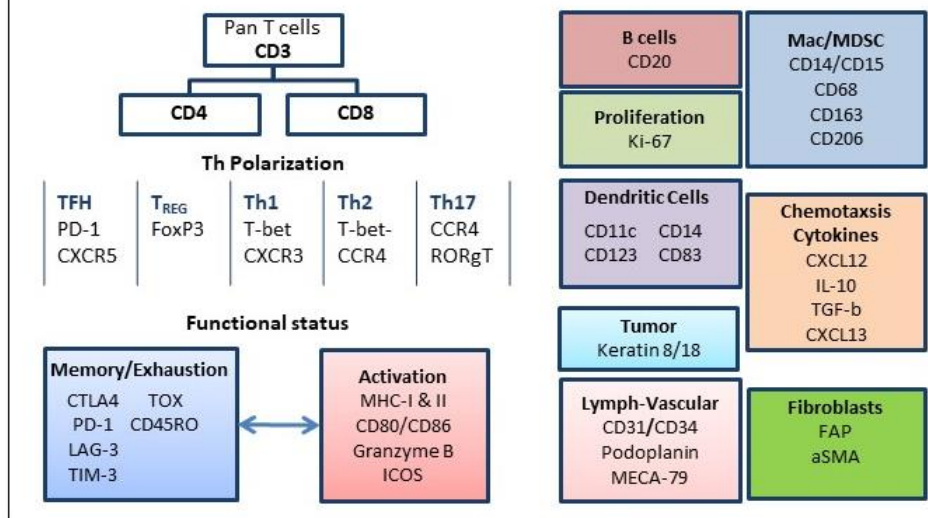 Pan T cells
CD3
CD4
CD8
Th Polarization
TFH
PD-1
CXCR5
TREG
FoxP3
Th1
T-bet
CXCR3
Th2
T-bet-
CCR4
Th17
CCR4
RORgT
Functional status
Memory/Exhaustion
CTLA4 TOX
PD-1 CD45RO
LAG-3
TIM-3
Activation
MHC-I & II
CD80/CD86
Granzyme B
ICOS
B cells
CD20
Proliferation
Ki-67
Mac/MDSC
CD14/CD15
CD68
CD163
CD206
Dendritic Cells
CD11c CD14
CD123 CD83
Chemotaxsis
Cytokines
CXCL12
IL-10
TGF-b
CXCL13
Tumor
Keratin 8/18
Lymph-Vascular
CD31/CD34
Podoplanin
MECA-79
Fibroblasts
FAP
aSMA